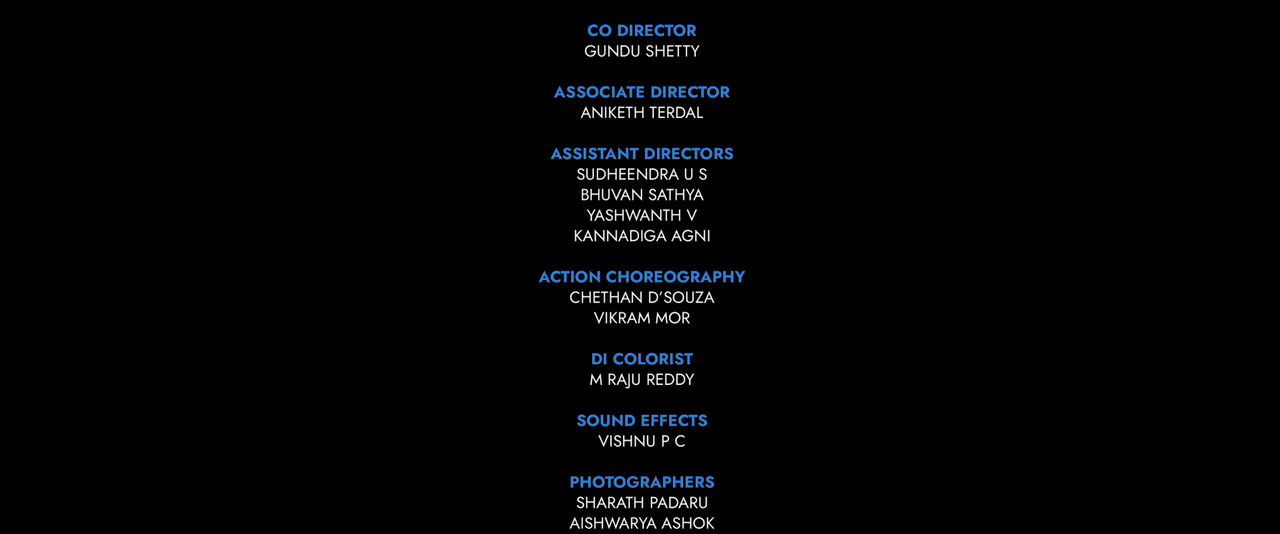 CO DIRECTOR
GUNDU SHETTY
ASSOCIATE DIRECTOR
ANIKETH TERDAL
ASSISTANT DIRECTORS
SUDHEENDRA U S
BHUVAN SATHYA
YASHWANTH V
KANNADIGA AGNI
ACTION CHOREOGRAPHY
CHETHAN D’SOUZA
VIKRAM MOR
DI COLORIST
M RAJU REDDY
SOUND EFFECTS
VISHNU P C
PHOTOGRAPHERS
SHARATH PADARU
AISHWARYA ASHOK